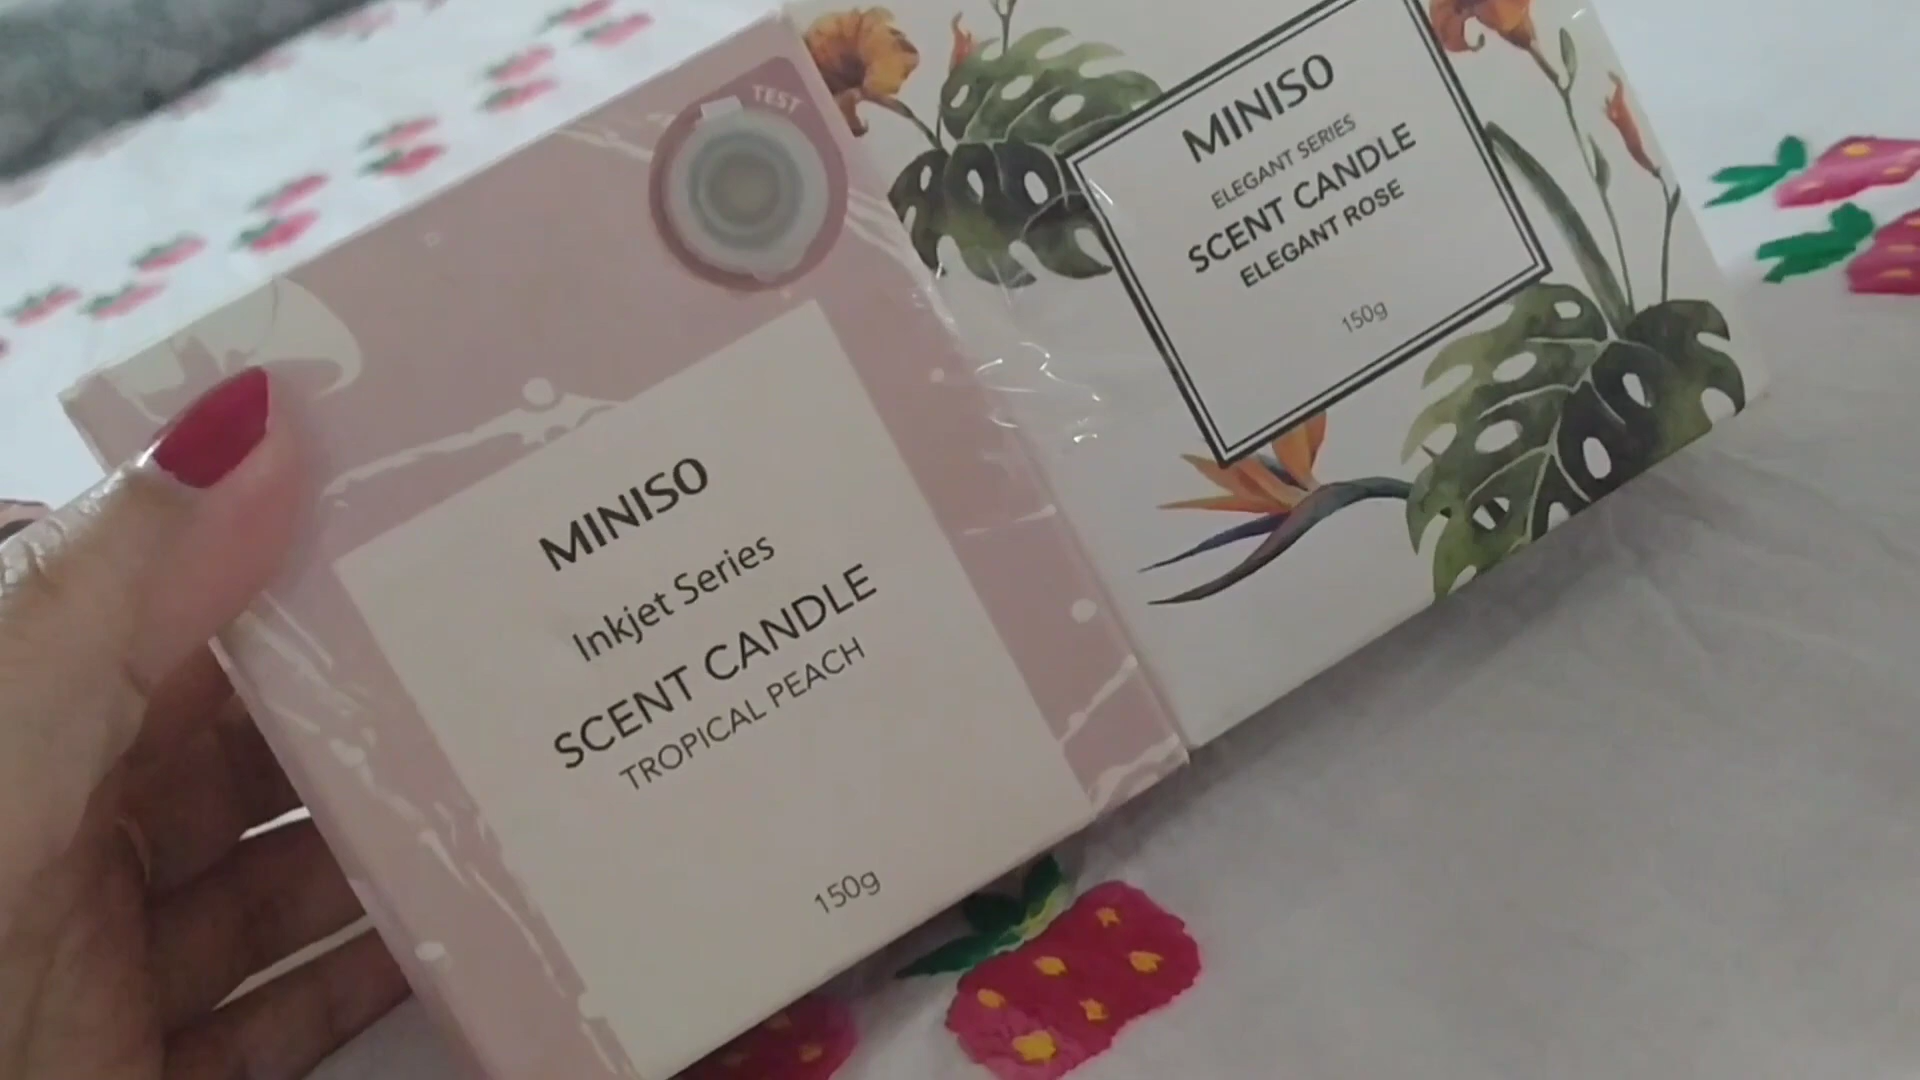 TEST
MINISO
Inkjet Series
SCENT CANDLE
TROPICAL PEACH
150g
MINISO
ELEGANT SERIES
SCENT CANDLE
ELEGANT ROSE
150g